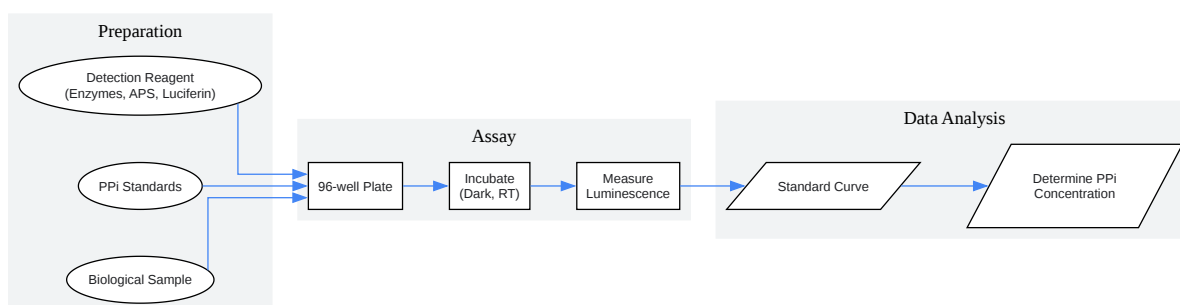 Preparation
Detection Reagent
(Enzymes, APS, Luciferin)
PPi Standards
Biological Sample
Assay
96-well Plate
Incubate
(Dark, RT)
Measure
Luminescence
Data Analysis
Standard Curve
Determine PPi
Concentration